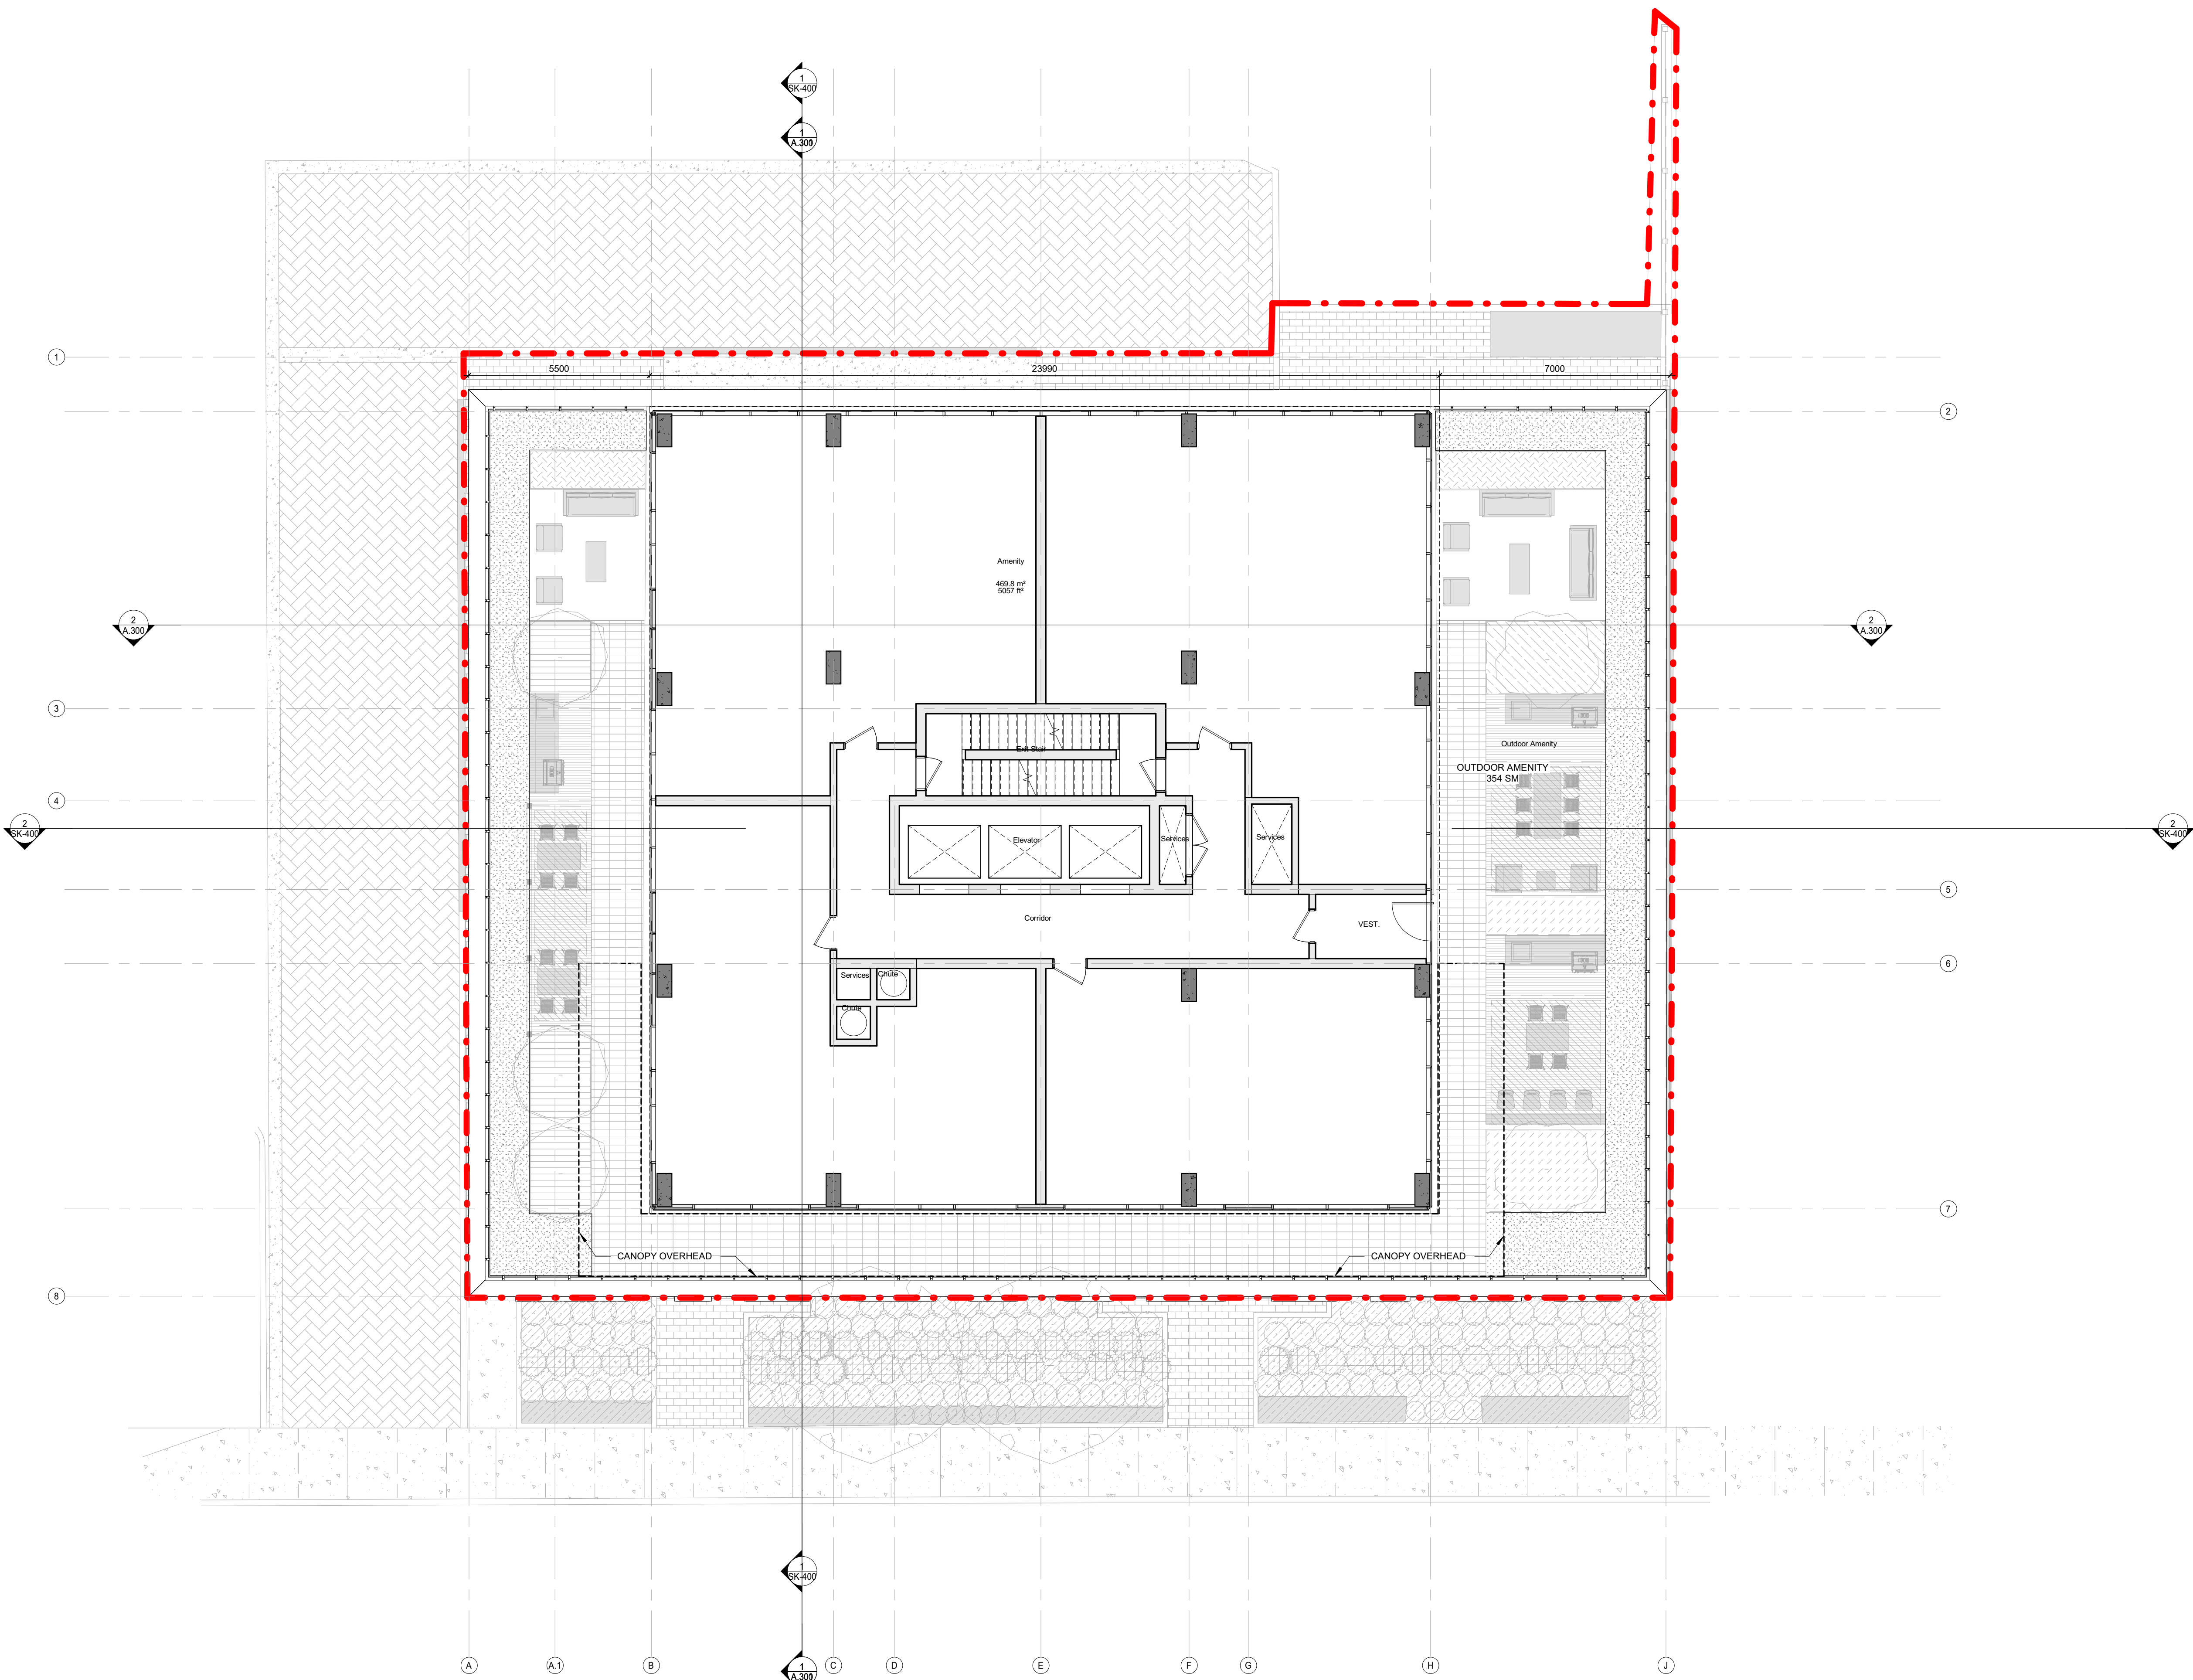 1
SK-400
1
A.300
1
5500
23990
7000
2
Amenity
469.8 m²
5057 ft²
2
A.300
2
A.300
3
Exit Stair
Outdoor Amenity
OUTDOOR AMENITY
354 SM
4
2
SK-400
Elevator
Services
Services
2
SK-400
5
Corridor
VEST.
6
Services
Chute
Chute
7
CANOPY OVERHEAD
CANOPY OVERHEAD
8
1
SK-400
A
A.1
B
1
A.300
C
D
E
F
G
H
J